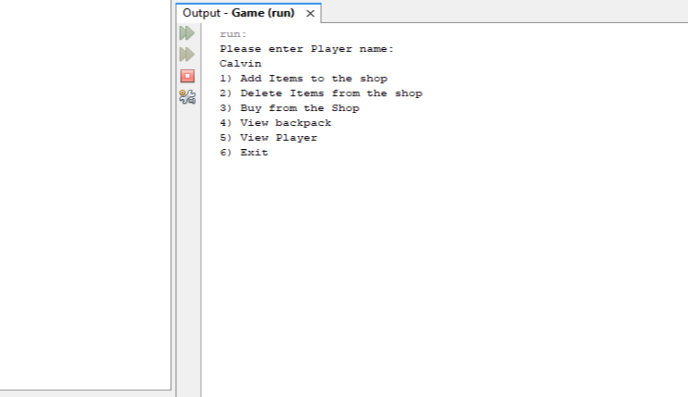 Output - Game (run) ×
run:
Please enter Player name:
Calvin
1) Add Items to the shop
2) Delete Items from the shop
3) Buy from the Shop
4) View backpack
5) View Player
6) Exit